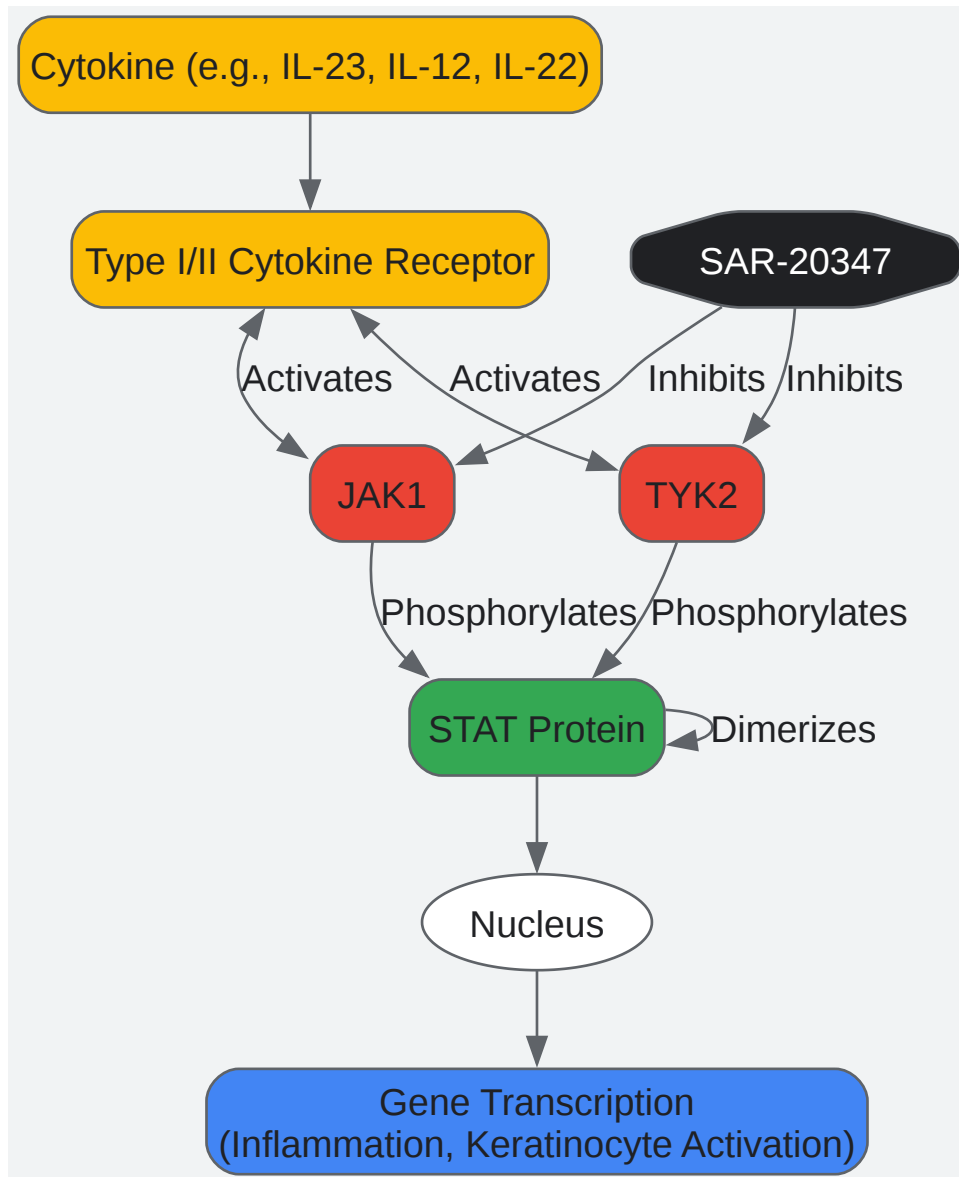 Cytokine (e.g., IL-23, IL-12, IL-22)
Type I/II Cytokine Receptor
SAR-20347
Activates
Activates
Inhibits
Inhibits
JAK1
TYK2
Phosphorylates
Phosphorylates
STAT Protein
Dimerizes
Nucleus
Gene Transcription
(Inflammation, Keratinocyte Activation)